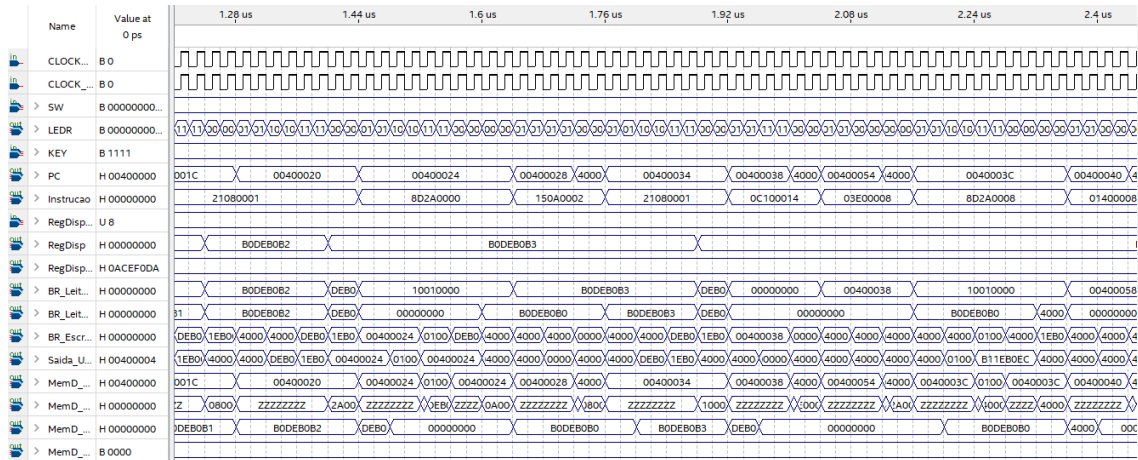 Name Value at 0 ps 1.28 us 1.44 us 1.6 us 1.76 us 1.92 us 2.08 us 2.24 us 2.4 us
CLOCK... B 0
CLOCK_... B 0
SW B 00000000...
LEDR B 00000000...
KEY B 1111
PC H 00400000 001C 00400020 00400024 00400028 4000 00400034 00400038 4000 00400054 4000 0040003C 00400040
Instrucao H 00000000 21080001 8D2A0000 150A0002 21080001 0C100014 03E00008 8D2A0008 01400008
RegDisp... U 8
RegDisp H 00000000 B0DEB0B2 B0DEB0B3
RegDisp... H 0ACEF0DA
BR_Leit... H 00000000 B0DEB0B2 DEB0 10010000 B0DEB0B3 DEB0 00000000 00400038 10010000 00400058
BR_Leit... H 00000000 B0DEB0B2 DEB0 00000000 B0DEB0B0 B0DEB0B3 DEB0 00000000 B0DEB0B0 4000 00000000
BR_Escr... H 00000000 DEB0 1EB0 4000 4000 DEB0 1EB0 00400024 0100 DEB0 4000 4000 0000 4000 4000 4000 DEB0 1EB0 00400038 0000 4000 4000 4000 4000 4000 0100 4000 1EB0 4000 4000
Saida_U... H 00400004 1EB0 4000 4000 DEB0 1EB0 00400024 0100 00400024 4000 4000 0000 4000 4000 DEB0 1EB0 4000 4000 0000 4000 4000 4000 4000 4000 0100 B11EB0EC 4000 4000 4000
MemD_... H 00400000 001C 00400020 00400024 0100 00400024 00400028 4000 00400034 00400038 4000 00400054 4000 0040003C 0100 0040003C 00400040
MemD_... H 00000000 0800 ZZZZZZZZ 2A00 ZZZZZZZZ ZZZZ 0A00 ZZZZZZZZ ZZZZZZZZ 1000 ZZZZZZZZ ZZZZZZZZ ZZZZZZZZ ZZZZ 4000 ZZZZZZZZ
MemD_... H 00000000 B0DEB0B2 DEB0 00000000 B0DEB0B0 B0DEB0B3 DEB0 00000000 B0DEB0B0 4000
MemD_... B 0000